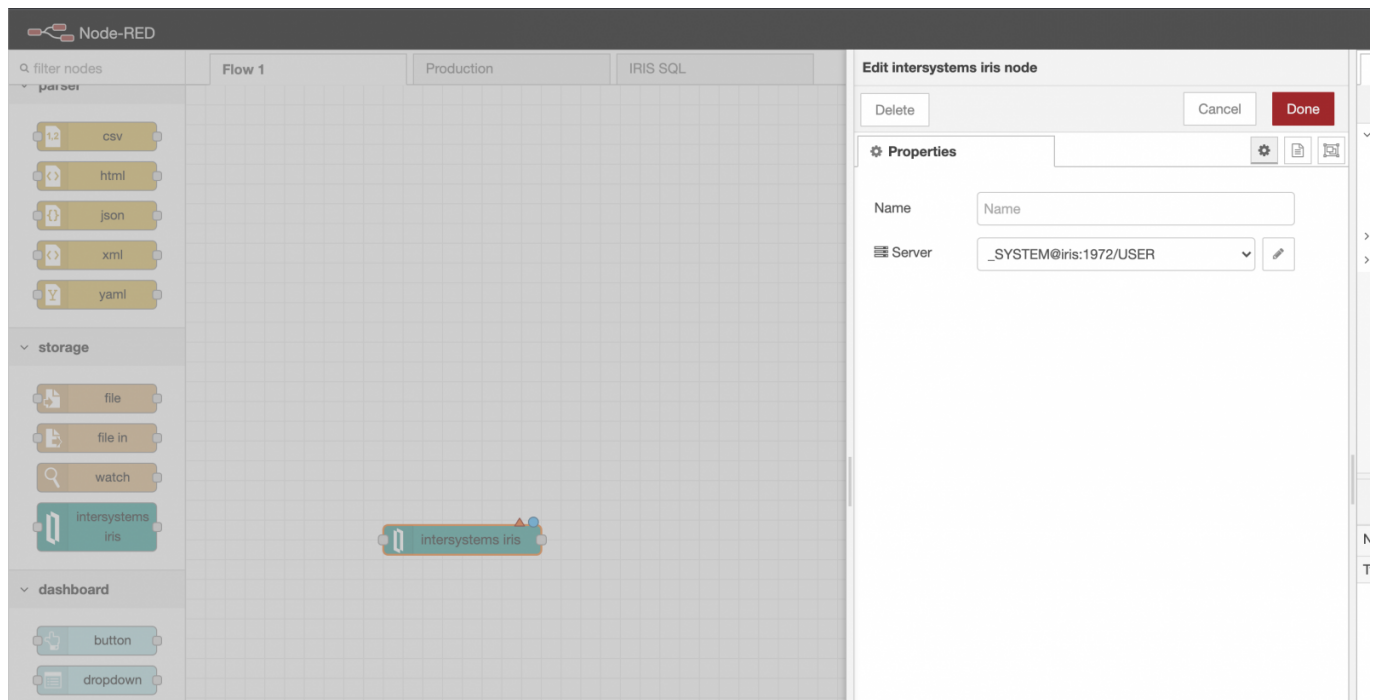 Node-RED
filter nodes
Flow 1
Production
IRIS SQL
parser
1.2
csv
html
json
xml
Y
yaml
storage
file
file in
watch
intersystems
iris
dashboard
button
dropdown
intersystems iris
Edit intersystems iris node
Delete
Cancel
Done
Properties
Name
Name
Server
_SYSTEM@iris:1972/USER
N
T